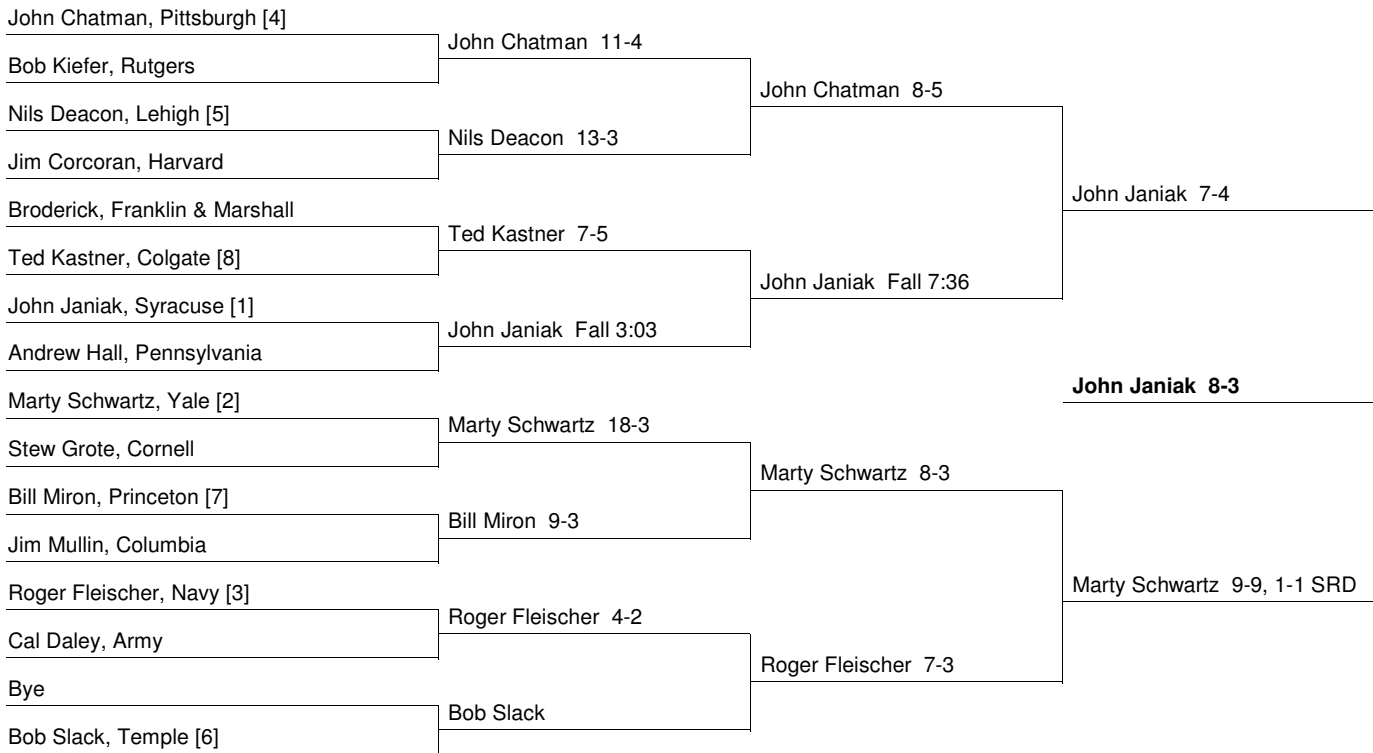 John Chatman, Pittsburgh [4]
Bob Kiefer, Rutgers
Nils Deacon, Lehigh [5]
Jim Corcoran, Harvard
Broderick, Franklin & Marshall
Ted Kastner, Colgate [8]
John Janiak, Syracuse [1]
Andrew Hall, Pennsylvania
Marty Schwartz, Yale [2]
Stew Grote, Cornell
Bill Miron, Princeton [7]
Jim Mullin, Columbia
Roger Fleischer, Navy [3]
Cal Daley, Army
Bye
Bob Slack, Temple [6]
John Chatman 11-4
Nils Deacon 13-3
Ted Kastner 7-5
John Janiak Fall 3:03
Marty Schwartz 18-3
Bill Miron 9-3
Roger Fleischer 4-2
Bob Slack
John Chatman 8-5
John Janiak Fall 7:36
Marty Schwartz 8-3
Roger Fleischer 7-3
John Janiak 7-4
Marty Schwartz 9-9, 1-1 SRD
John Janiak 8-3